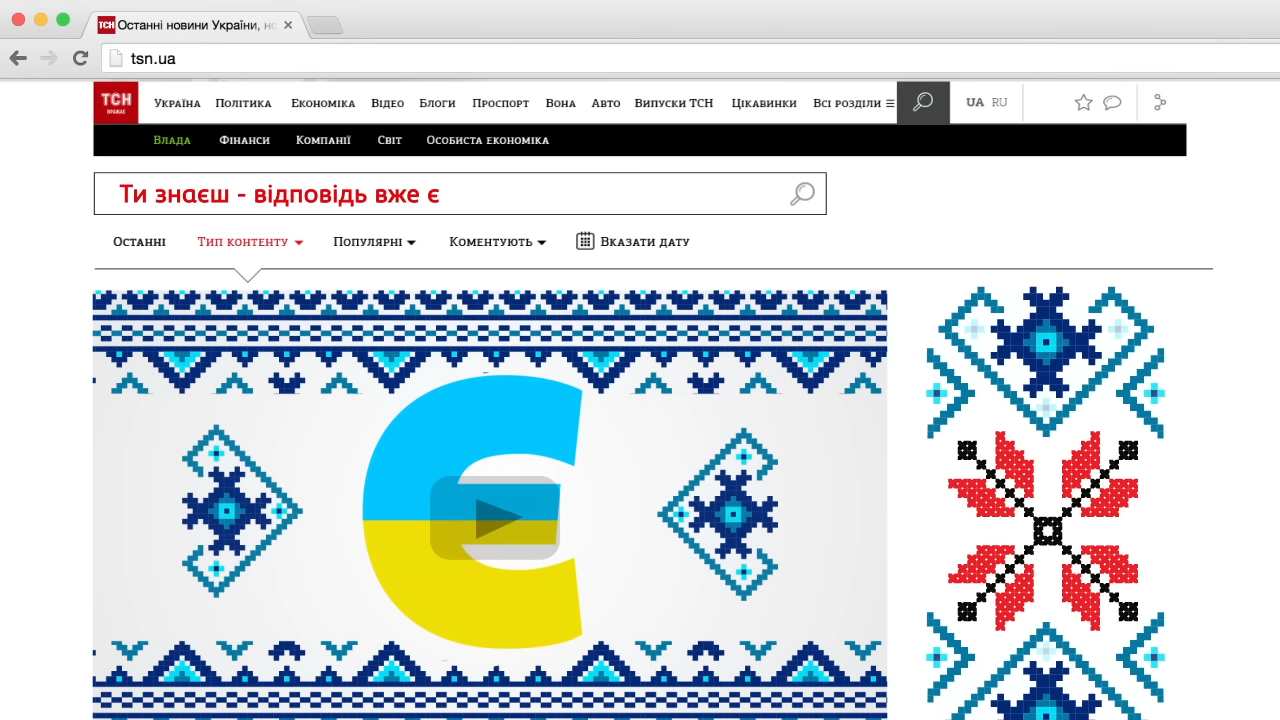 ТСН Останні новини України, но
tsn.ua
ТСН
ВРАЖАЄ
Україна Політика Економіка Відео Блоги Проспорт Вона Авто Випуски ТСН Цікавинки Всі розділи
UA RU
Влада Фінанси Компанії Світ Особиста економіка
Ти знаєш - відповідь вже є
Останні Тип контенту Популярні Коментують Вказати дату
Є